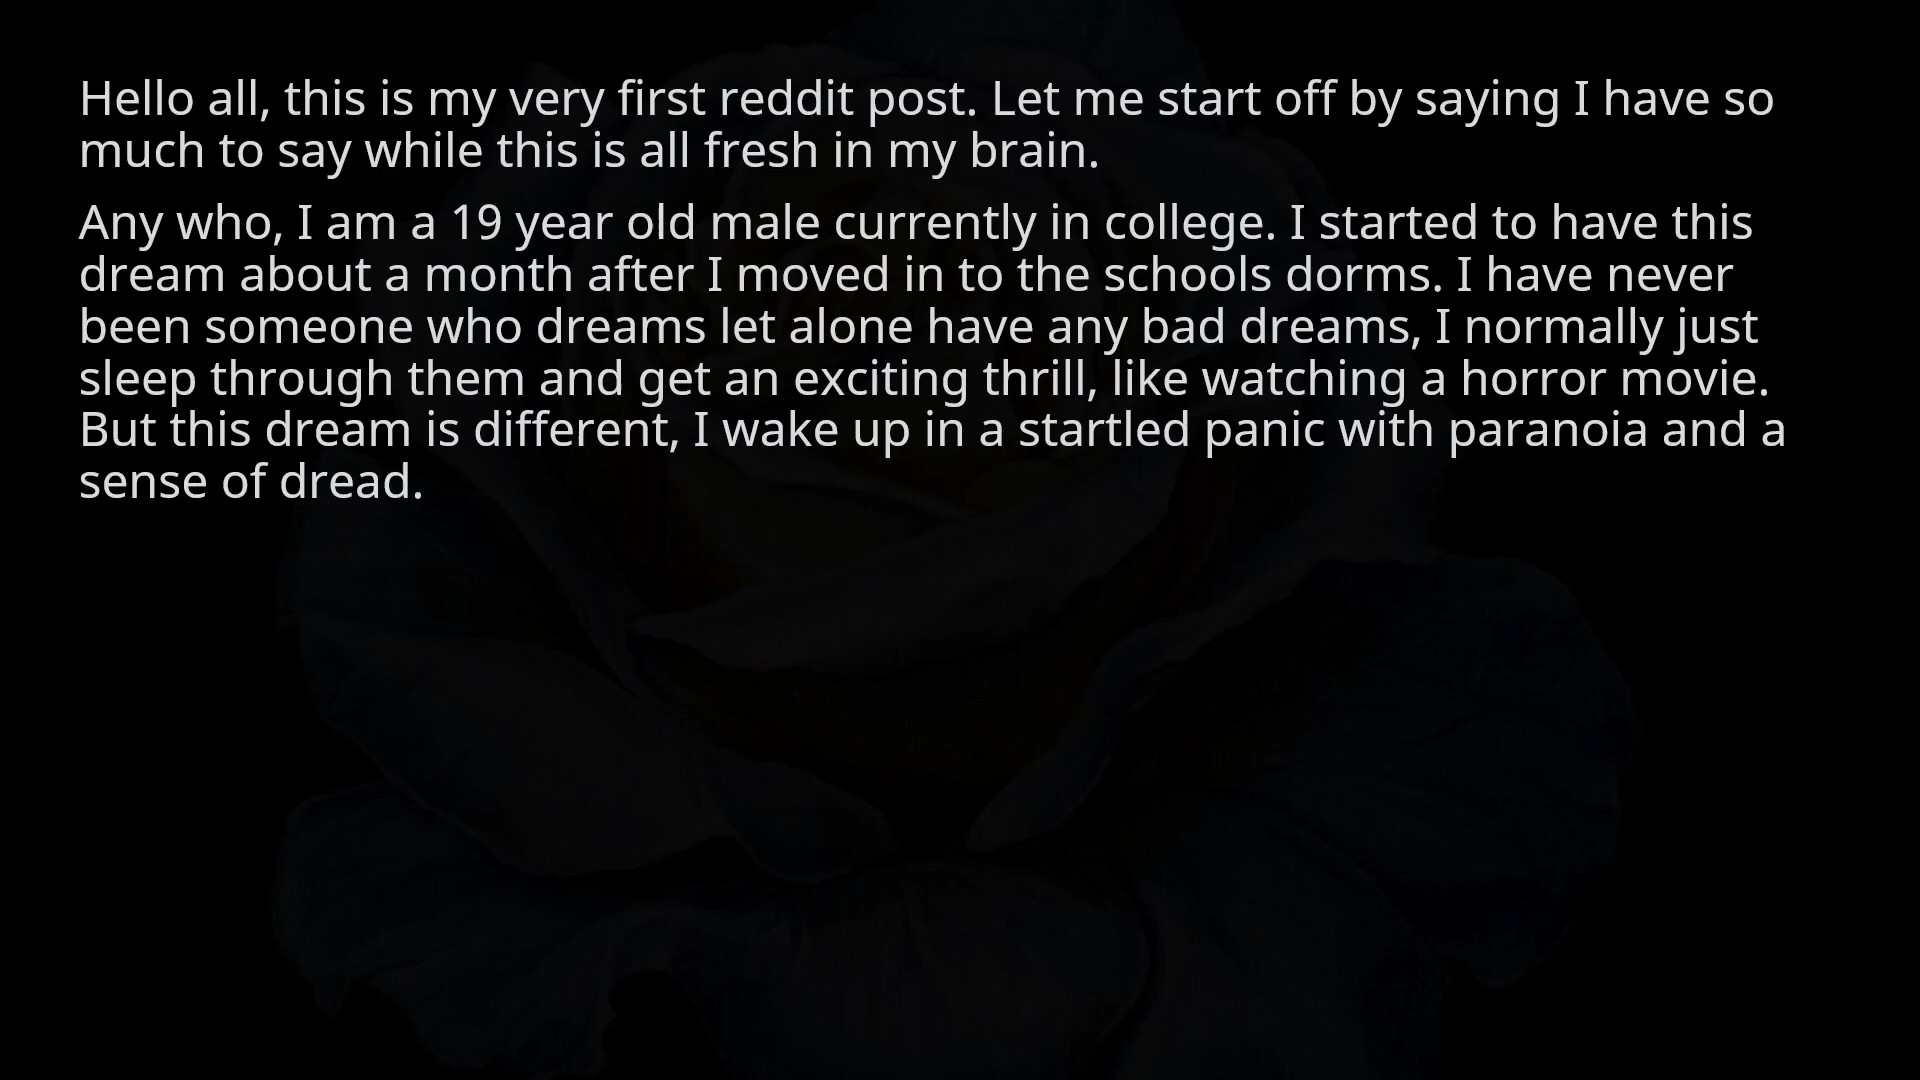 Hello all, this is my very first reddit post. Let me start off by saying I have so
much to say while this is all fresh in my brain.
Any who, I am a 19 year old male currently in college. I started to have this
dream about a month after I moved in to the schools dorms. I have never
been someone who dreams let alone have any bad dreams, I normally just
sleep through them and get an exciting thrill, like watching a horror movie.
But this dream is different, I wake up in a startled panic with paranoia and a
sense of dread.